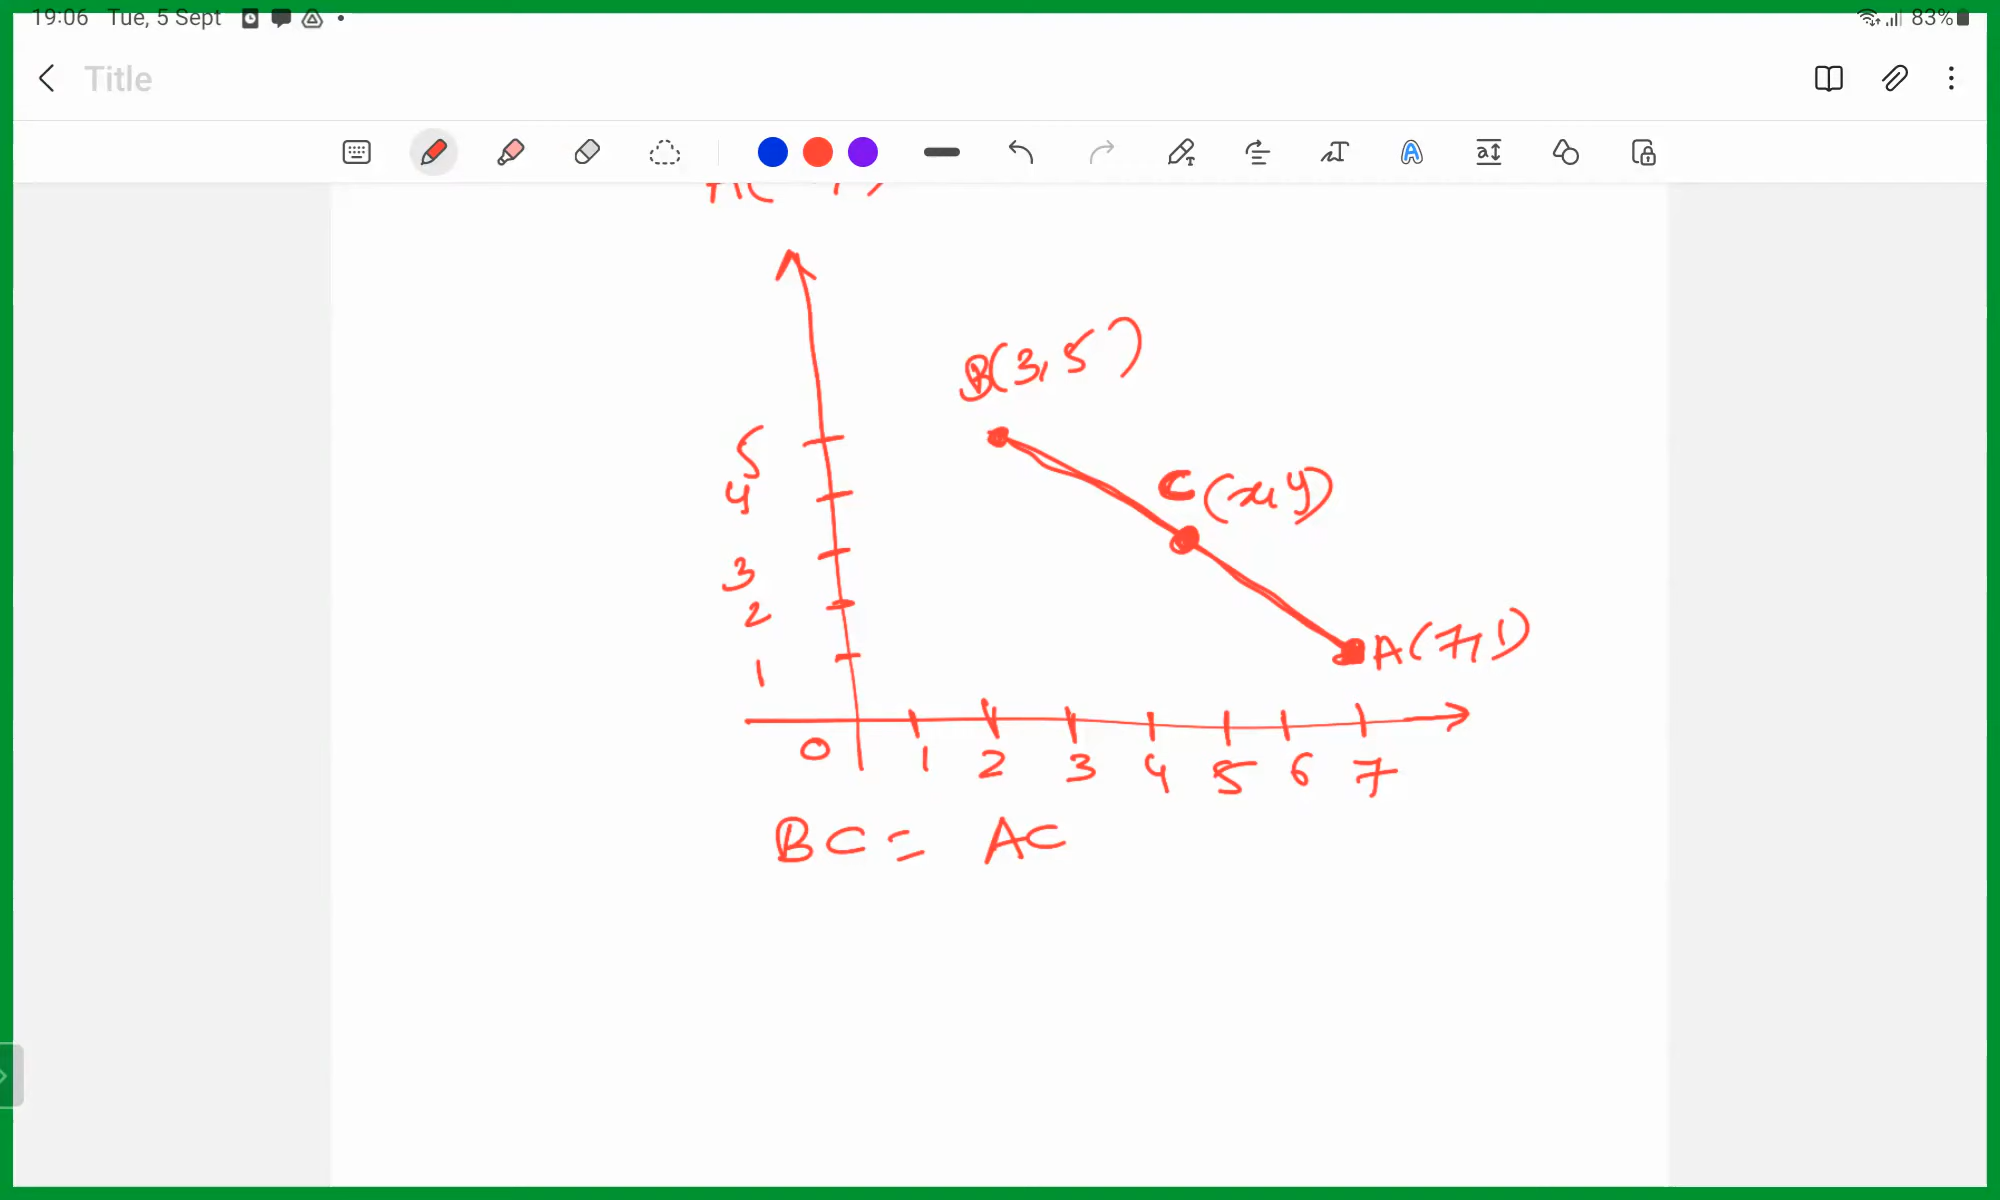 19:06 Tue, 5 Sept 83%
Title
B(3, 5)
5
C (x, y)
4
3
2
A(7, 1)
1
0 1 2 3 4 5 6 7
BC = AC